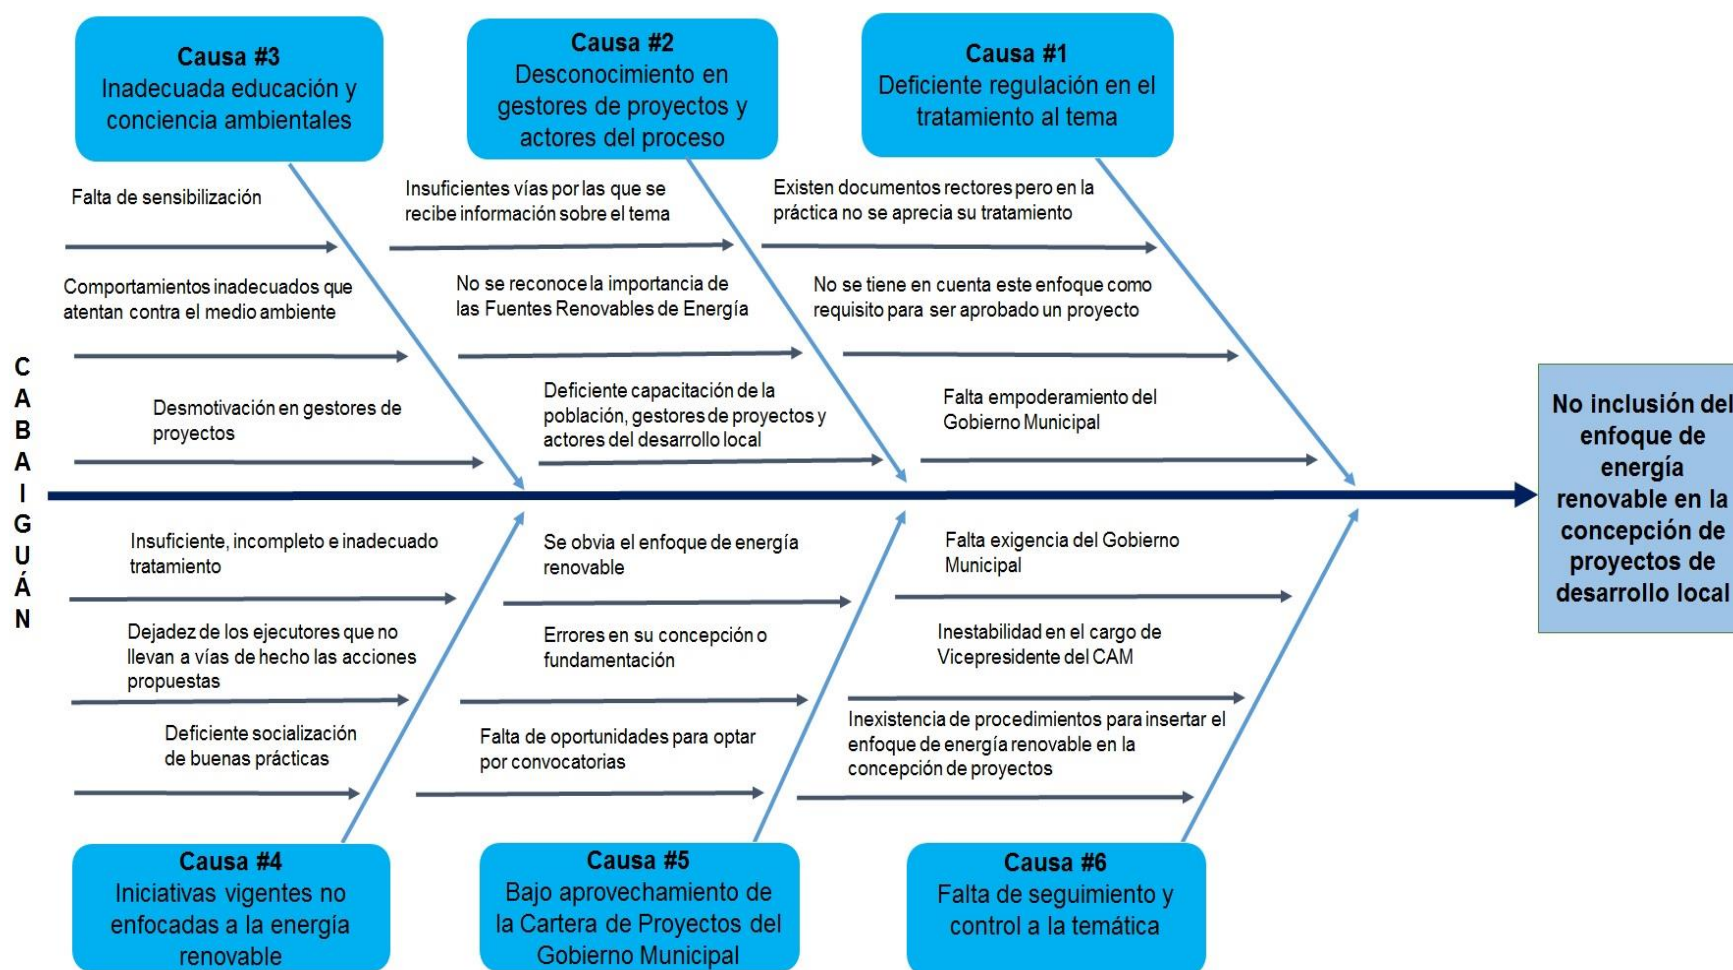 Causa #3
Inadecuada educación y
conciencia ambientales
Causa #2
Desconocimiento en
gestores de proyectos y
actores del proceso
Causa #1
Deficiente regulación en el
tratamiento al tema
Falta de sensibilización
Insuficientes vías por las que se
recibe información sobre el tema
Existen documentos rectores pero en la
práctica no se aprecia su tratamiento
Comportamientos inadecuados que
atentan contra el medio ambiente
No se reconoce la importancia de
las Fuentes Renovables de Energía
No se tiene en cuenta este enfoque como
requisito para ser aprobado un proyecto
Desmotivación en gestores de
proyectos
Deficiente capacitación de la
población, gestores de proyectos y
actores del desarrollo local
Falta empoderamiento del
Gobierno Municipal
C
A
B
A
I
G
U
Á
N
No inclusión del
enfoque de
energía
renovable en la
concepción de
proyectos de
desarrollo local
Insuficiente, incompleto e inadecuado
tratamiento
Se obvia el enfoque de energía
renovable
Falta exigencia del Gobierno
Municipal
Dejadez de los ejecutores que no
llevan a vías de hecho las acciones
propuestas
Errores en su concepción o
fundamentación
Inestabilidad en el cargo de
Vicepresidente del CAM
Deficiente socialización
de buenas prácticas
Falta de oportunidades para optar
por convocatorias
Inexistencia de procedimientos para insertar el
enfoque de energía renovable en la
concepción de proyectos
Causa #4
Iniciativas vigentes no
enfocadas a la energía
renovable
Causa #5
Bajo aprovechamiento de
la Cartera de Proyectos del
Gobierno Municipal
Causa #6
Falta de seguimiento y
control a la temática